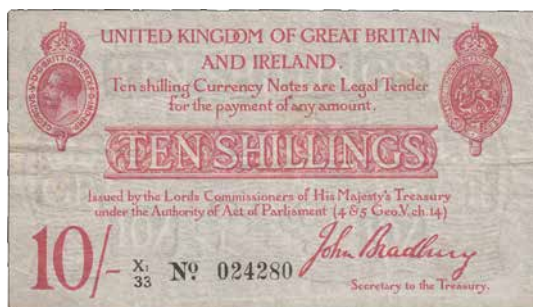 UNITED KINGDOM OF GREAT BRITAIN
AND IRELAND.
Ten shilling Currency Notes are Legal Tender
for the payment of any amount.
TEN SHILLINGS
Issued by the Lords Commissioners of His Majesty's Treasury
under the Authority of Act of Parliament (4 & 5 Geo.V.ch.14)
10/- X1/33 Nº 024280 John Bradbury
Secretary to the Treasury.